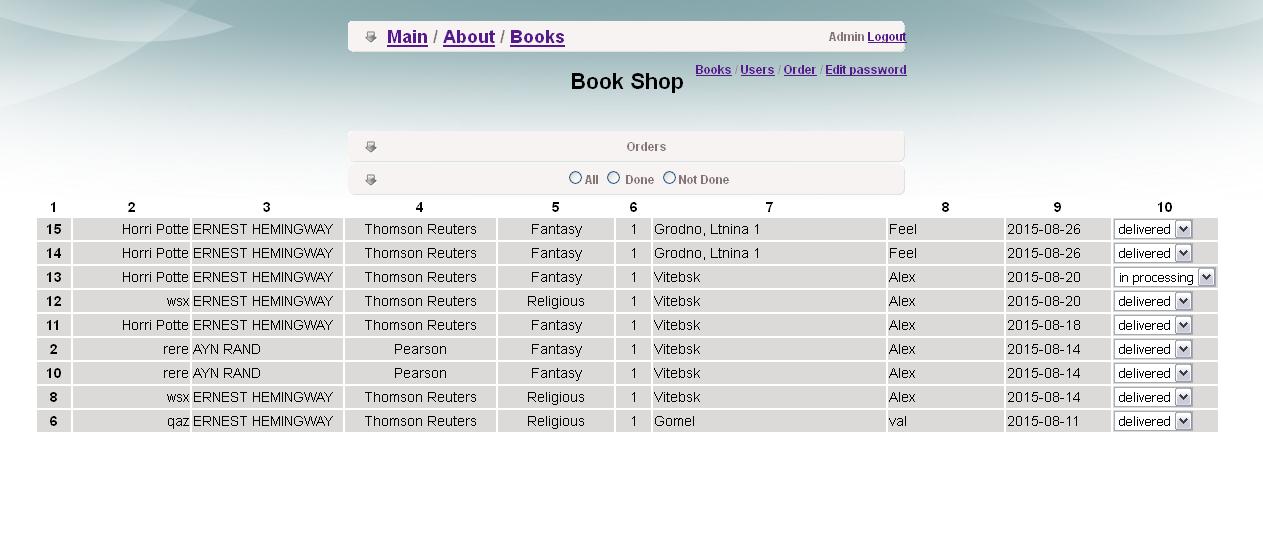 Main / About / Books Admin Logout
Books / Users / Order / Edit password
Book Shop
Orders
All Done Not Done
1 2 3 4 5 6 7 8 9 10
15 Horri Potte ERNEST HEMINGWAY Thomson Reuters Fantasy 1 Grodno, Ltnina 1 Feel 2015-08-26 delivered
14 Horri Potte ERNEST HEMINGWAY Thomson Reuters Fantasy 1 Grodno, Ltnina 1 Feel 2015-08-26 delivered
13 Horri Potte ERNEST HEMINGWAY Thomson Reuters Fantasy 1 Vitebsk Alex 2015-08-20 in processing
12 wsx ERNEST HEMINGWAY Thomson Reuters Religious 1 Vitebsk Alex 2015-08-20 delivered
11 Horri Potte ERNEST HEMINGWAY Thomson Reuters Fantasy 1 Vitebsk Alex 2015-08-18 delivered
2 rere AYN RAND Pearson Fantasy 1 Vitebsk Alex 2015-08-14 delivered
10 rere AYN RAND Pearson Fantasy 1 Vitebsk Alex 2015-08-14 delivered
8 wsx ERNEST HEMINGWAY Thomson Reuters Religious 1 Vitebsk Alex 2015-08-14 delivered
6 qaz ERNEST HEMINGWAY Thomson Reuters Religious 1 Gomel val 2015-08-11 delivered